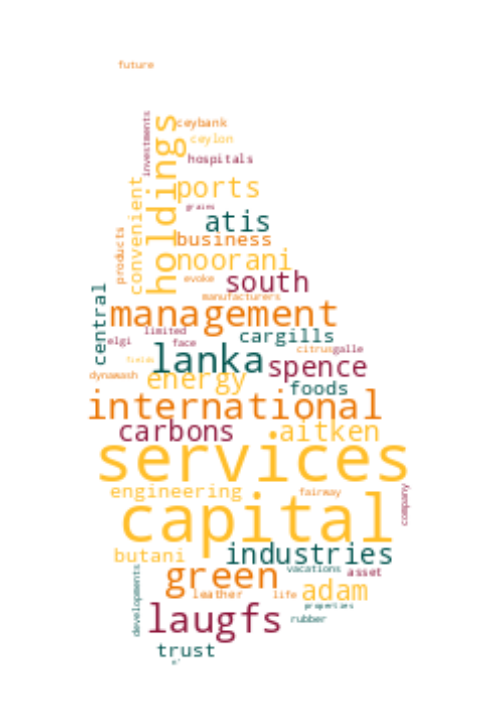 future
investments
holdings
ceybank
ceylon
hospitals
convenient
ports
grains
atis
products
business
noorani
evoke
south
manufacturers
central
management
limited
cargills
elgi
face
citrus
galle
lanka
fields
spence
dynawash
energy
foods
international
carbons
aitken
services
engineering
fairway
company
capital
industries
butani
developments
green
vacations
asset
leather
life
adam
properties
laugfs
rubber
trust